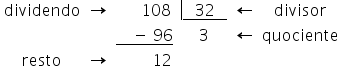 dividendo → 108 32 ← divisor
− 96 3 ← quociente
resto → 12